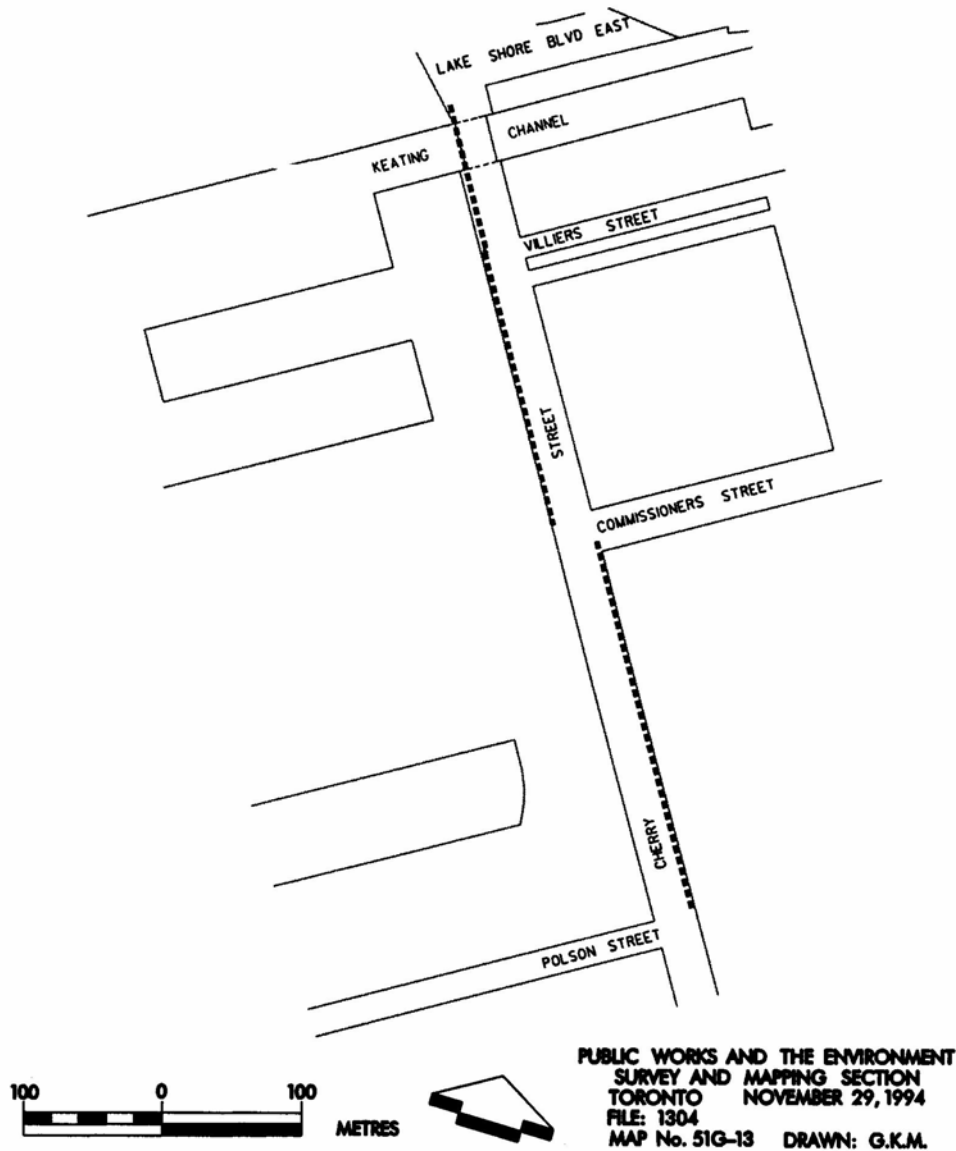 LAKE SHORE BLVD EAST
KEATING CHANNEL
VILLIERS STREET
STREET
COMMISSIONERS STREET
CHERRY
POLSON STREET
100 0 100
METRES
PUBLIC WORKS AND THE ENVIRONMENT
SURVEY AND MAPPING SECTION
TORONTO NOVEMBER 29, 1994
FILE: 1304
MAP No. 51G-13 DRAWN: G.K.M.